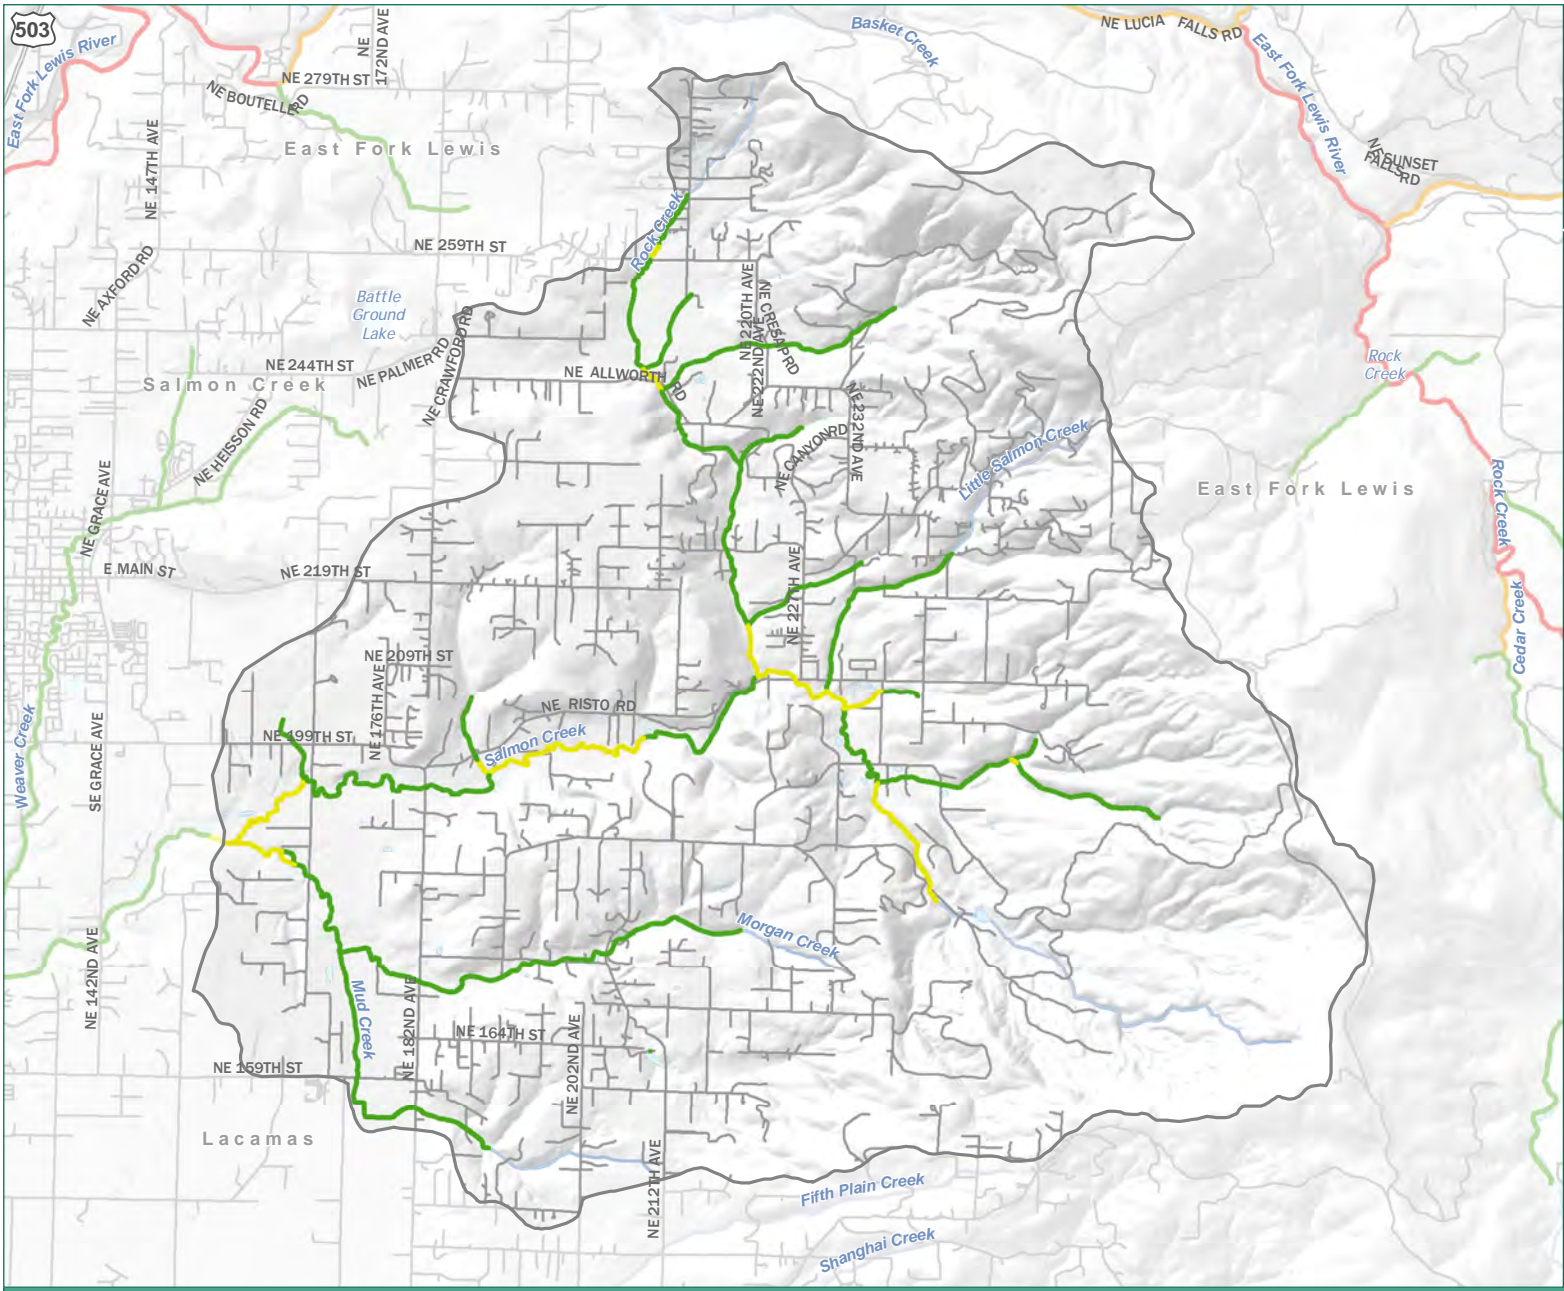 503
East Fork Lewis River
NE
172ND AVE
NE 279TH ST
NE BOUTELLE RD
Basket Creek
NE LUCIA FALLS RD
East Fork Lewis River
NE SUNSET
FALLS RD
East Fork Lewis
NE 147TH AVE
Rock Creek
NE 259TH ST
NE AXFORD RD
Battle
Ground
Lake
NE 220TH AVE
NE CRESAP RD
NE 222ND AVE
NE CRAWFORD RD
NE PALMER RD
NE 244TH ST
Salmon Creek
NE ALLWORTH RD
Rock
Creek
NE HEISSON RD
NE 232ND AVE
NE CANYON RD
Little Salmon Creek
NE GRACE AVE
East Fork Lewis
Rock Creek
E MAIN ST
NE 219TH ST
NE 227TH AVE
Cedar Creek
NE 209TH ST
NE 176TH AVE
NE RISTO RD
Weaver Creek
SE GRACE AVE
NE 199TH ST
Salmon Creek
NE 142ND AVE
Morgan Creek
Mud Creek
NE 182ND AVE
NE 164TH ST
NE 202ND AVE
NE 159TH ST
Lacamas
NE 212TH AVE
Fifth Plain Creek
Shanghai Creek